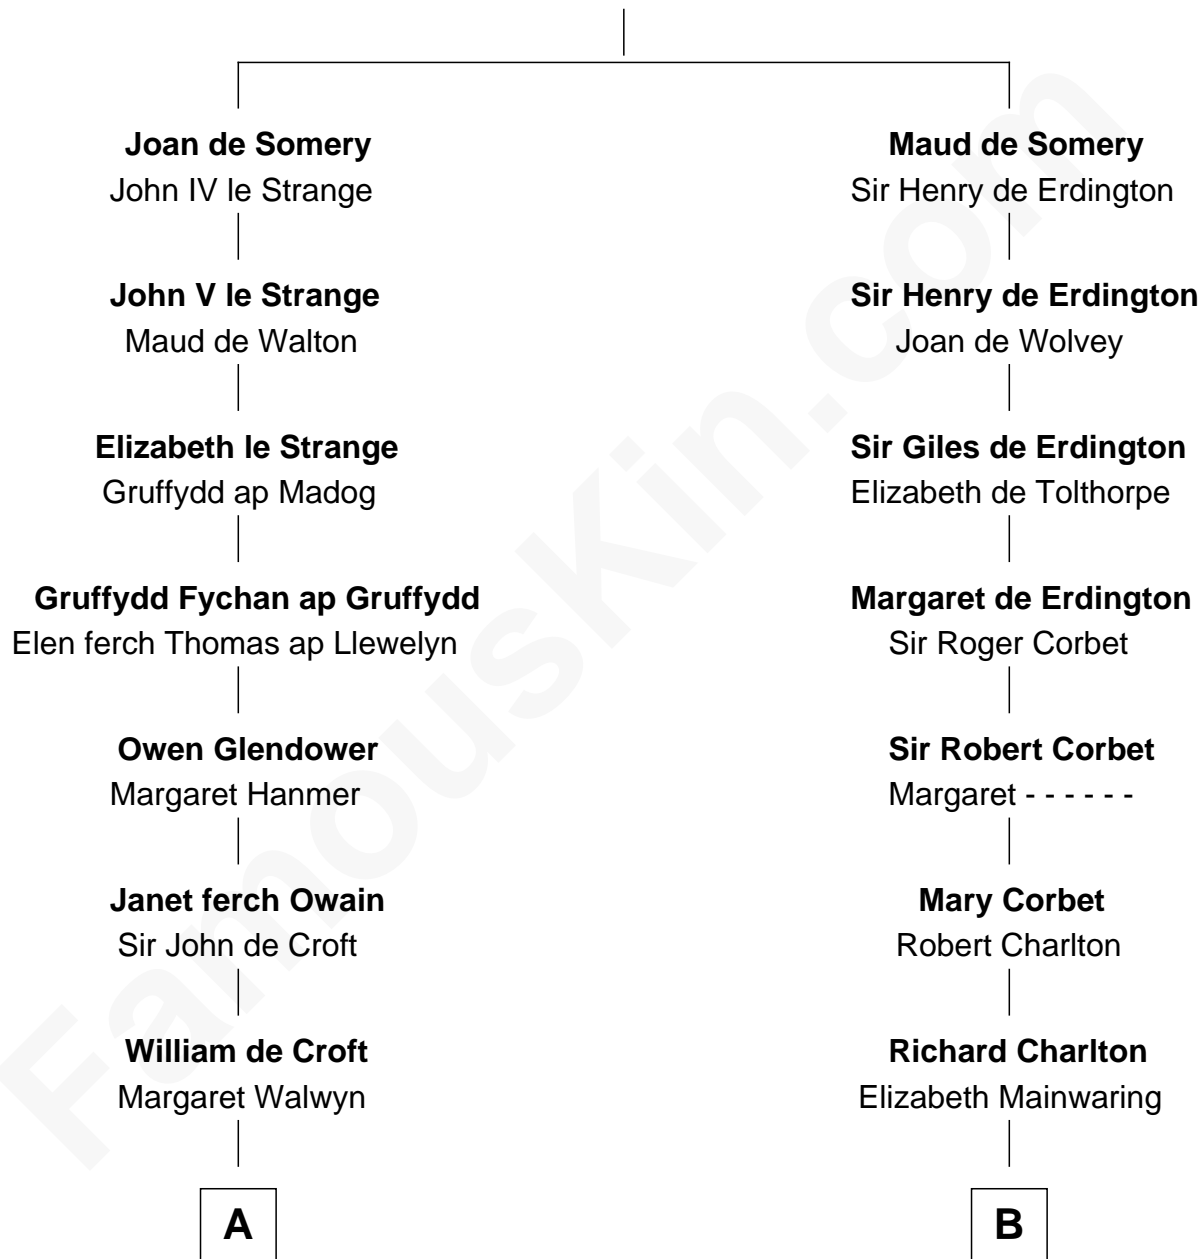 Joan de Somery
John IV le Strange
John V le Strange
Maud de Walton
Elizabeth le Strange
Gruffydd ap Madog
Gruffydd Fychan ap Gruffydd
Elen ferch Thomas ap Llewelyn
Owen Glendower
Margaret Hanmer
Janet ferch Owain
Sir John de Croft
William de Croft
Margaret Walwyn
A
Maud de Somery
Sir Henry de Erdington
Sir Henry de Erdington
Joan de Wolvey
Sir Giles de Erdington
Elizabeth de Tolthorpe
Margaret de Erdington
Sir Roger Corbet
Sir Robert Corbet
Margaret - - - - - -
Mary Corbet
Robert Charlton
Richard Charlton
Elizabeth Mainwaring
B
FamousKin.com